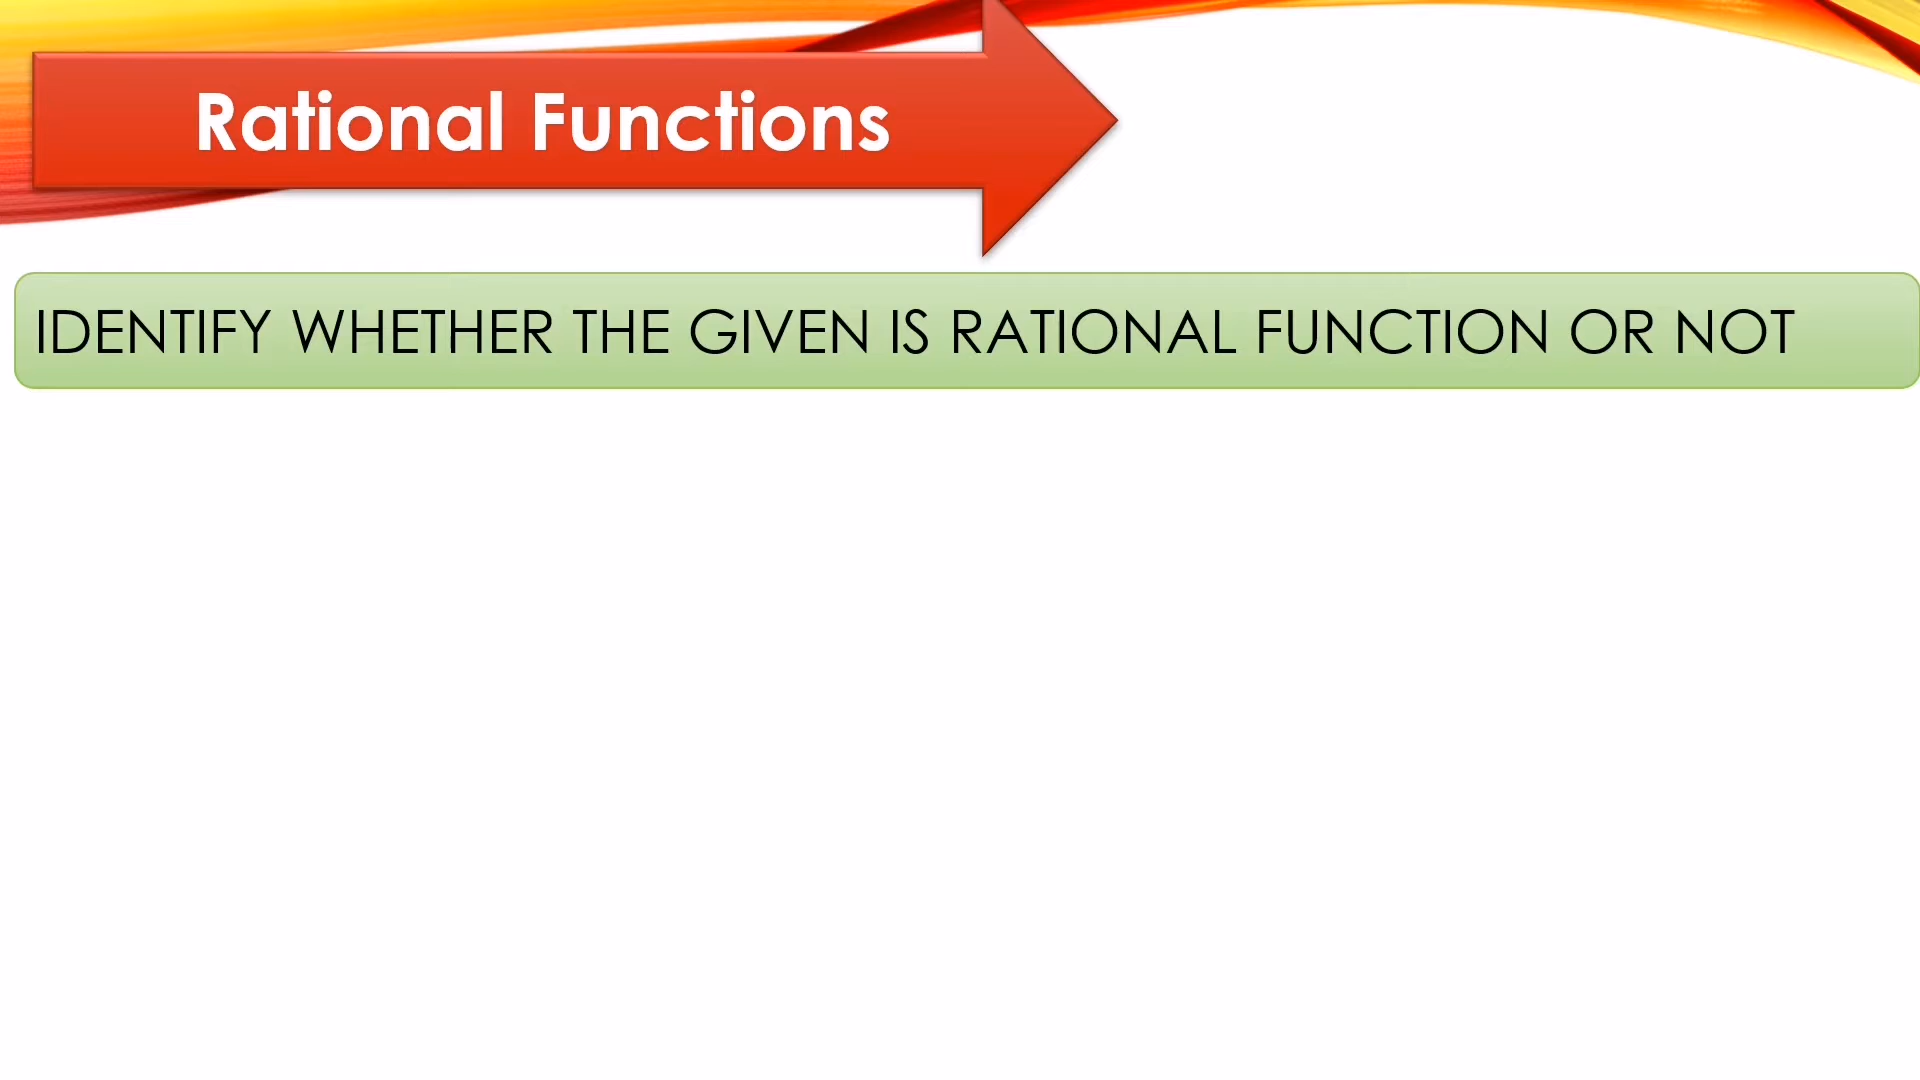 Rational Functions
IDENTIFY WHETHER THE GIVEN IS RATIONAL FUNCTION OR NOT